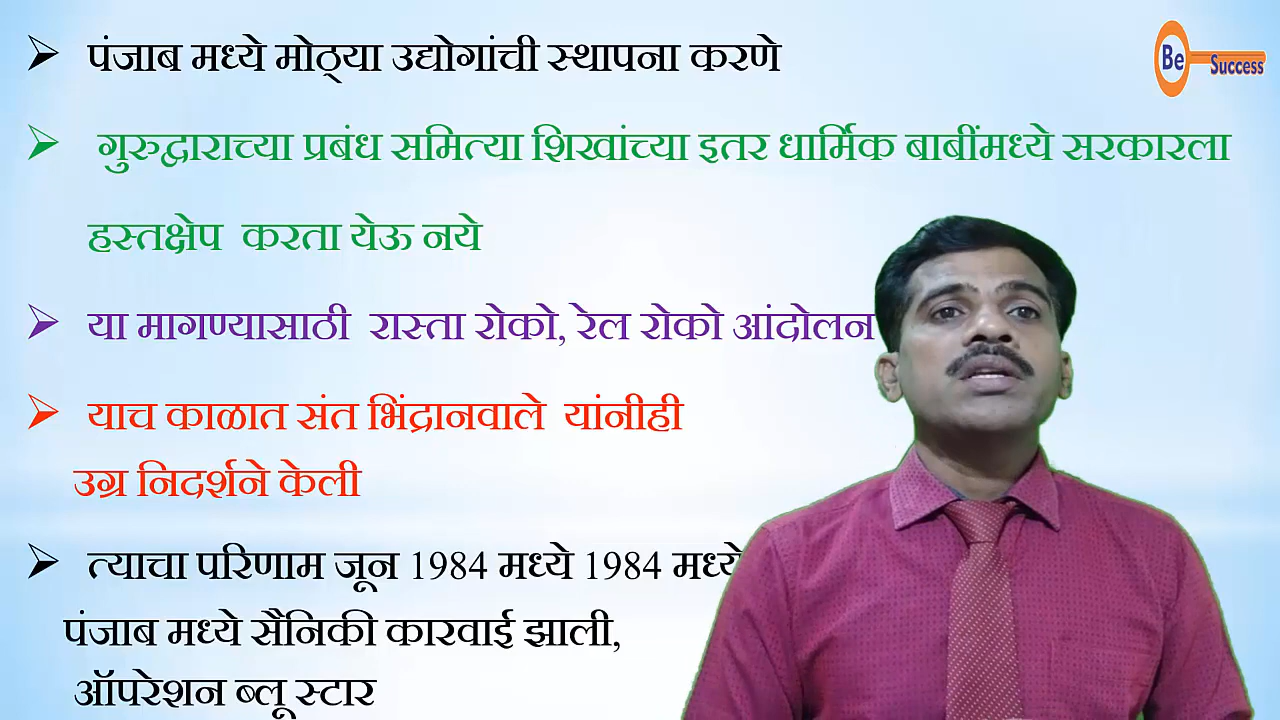 पंजाब मध्ये मोठ्या उद्योगांची स्थापना करणे
Be Success
गुरुद्वाराच्या प्रबंध समित्या शिखांच्या इतर धार्मिक बाबींमध्ये सरकारला
हस्तक्षेप करता येऊ नये
या मागण्यासाठी रास्ता रोको, रेल रोको आंदोलन
याच काळात संत भिंद्रानवाले यांनीही
उग्र निदर्शने केली
त्याचा परिणाम जून 1984 मध्ये 1984 मध्ये
पंजाब मध्ये सैनिकी कारवाई झाली,
ऑपरेशन ब्लू स्टार